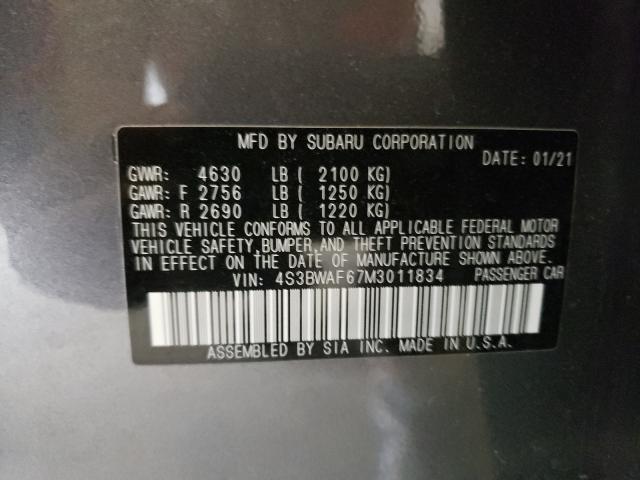 MFD BY SUBARU CORPORATION
DATE: 01/21
GVWR: 4630 LB ( 2100 KG)
GAWR: F 2756 LB ( 1250 KG)
GAWR: R 2690 LB ( 1220 KG)
THIS VEHICLE CONFORMS TO ALL APPLICABLE FEDERAL MOTOR
VEHICLE SAFETY, BUMPER, AND THEFT PREVENTION STANDARDS
IN EFFECT ON THE DATE OF MANUFACTURE SHOWN ABOVE.
VIN: 4S3BWAF67M3011834 PASSENGER CAR
ASSEMBLED BY SIA INC. MADE IN U.S.A.